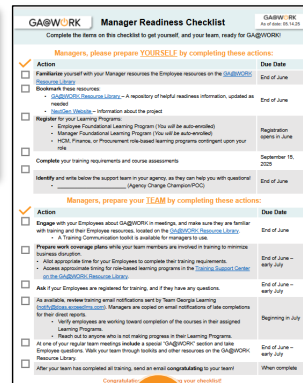 GA@WORK
Manager Readiness Checklist
GA@WORK
As of date: 05.14.25
Complete the items on this checklist to get yourself, and your team, ready for GA@WORK!
Managers, please prepare YOURSELF by completing these actions:
Action Due Date
Familiarize yourself with your Manager resources the Employee resources on the GA@WORK
Resource Library
End of June
Bookmark these resources:
• GA@WORK Resource Library – A repository of helpful readiness information, updated as
needed
• NextGen Website – information about the project
End of June
Register for your Learning Programs:
• Employee Foundational Learning Program (You will be auto-enrolled)
• Manager Foundational Learning Program (You will be auto-enrolled)
• HCM, Finance, or Procurement role-based learning programs contingent upon your
role
Registration
opens in June
Complete your training requirements and course assessments
September 15,
2025
Identify and write below the support team in your agency, as they can help you with questions!
• (Agency Change Champion/POC)
End of June
Managers, prepare your TEAM by completing these actions:
Action Due Date
Engage with your Employees about GA@WORK in meetings, and make sure they are familiar
with training and their Employee resources, located on the GA@WORK Resource Library.
• A Training Communication toolkit is available for managers to use.
End of June
Prepare work coverage plans while your team members are involved in training to minimize
business disruption.
• Allot appropriate time for your Employees to complete their training requirements.
• Access approximate timing for role-based learning programs in the Training Support Center
on the GA@WORK Resource Library.
End of June –
early July
Ask if your Employees are registered for training, and if they have any questions.
End of June –
early July
As available, review training email notifications sent by Team Georgia Learning
Managers are copied on email notifications of late completions
for their direct reports.
• Verify employees are working toward completion of the courses in their assigned
Learning Programs.
• Reach out to anyone who is not making progress in their Learning Programs.
Beginning in July
At one of your regular team meetings include a special "GA@WORK" section and take
Employee questions. Walk your team through toolkits and other resources on the GA@WORK
Resource Library.
End of June –
early July
After your team has completed all training, send an email congratulating to your team!
When complete
Congratulations
your checklist!